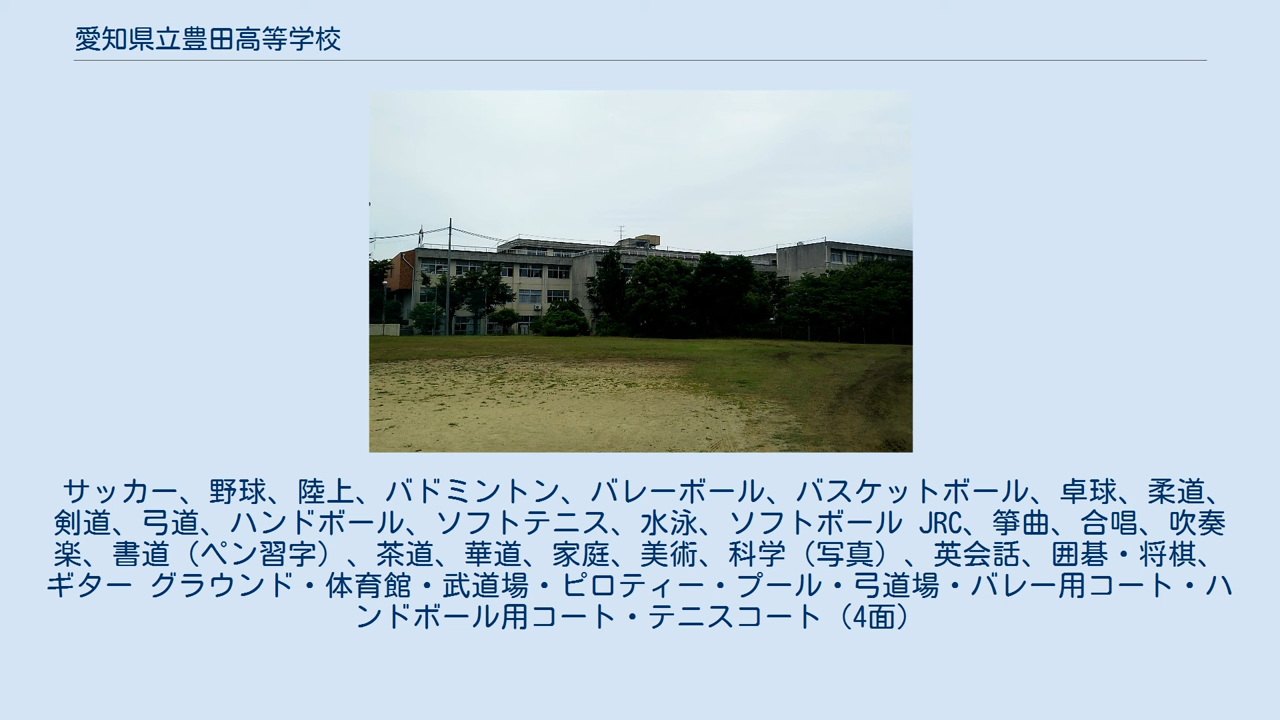 愛知県立豊田高等学校
サッカー、野球、陸上、バドミントン、バレーボール、バスケットボール、卓球、柔道、
剣道、弓道、ハンドボール、ソフトテニス、水泳、ソフトボール JRC、箏曲、合唱、吹奏
楽、書道（ペン習字）、茶道、華道、家庭、美術、科学（写真）、英会話、囲碁・将棋、
ギター グラウンド・体育館・武道場・ピロティー・プール・弓道場・バレー用コート・ハ
ンドボール用コート・テニスコート（4面）